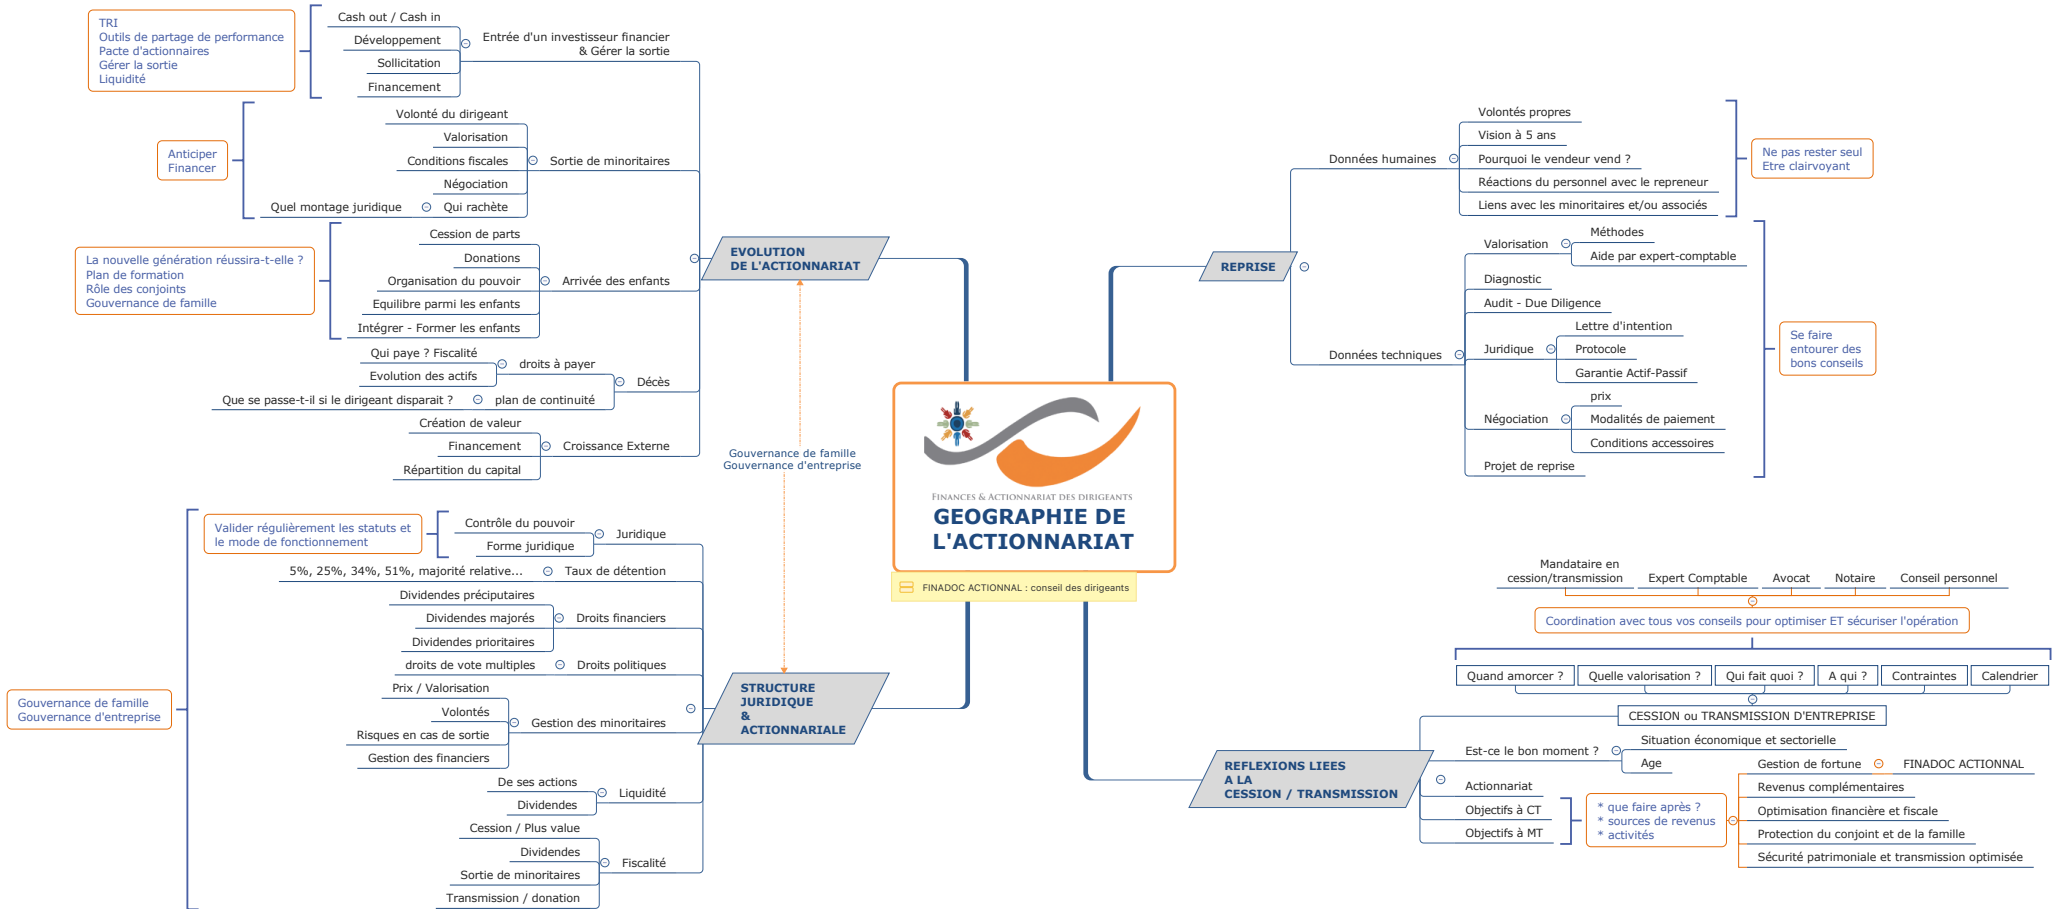 FINANCES & ACTIONNARIAT DES DIRIGEANTS
GEOGRAPHIE DE
L'ACTIONNARIAT
FINADOC ACTIONNAL : conseil des dirigeants
EVOLUTION
DE L'ACTIONNARIAT
Entrée d'un investisseur financier
& Gérer la sortie
Cash out / Cash in
Développement
Sollicitation
Financement
TRI
Outils de partage de performance
Pacte d'actionnaires
Gérer la sortie
Liquidité
Sortie de minoritaires
Volonté du dirigeant
Valorisation
Conditions fiscales
Négociation
Qui rachète
Quel montage juridique
Anticiper
Financer
Arrivée des enfants
Cession de parts
Donations
Organisation du pouvoir
Equilibre parmi les enfants
Intégrer - Former les enfants
La nouvelle génération réussira-t-elle ?
Plan de formation
Rôle des conjoints
Gouvernance de famille
Décès
droits à payer
Qui paye ? Fiscalité
Evolution des actifs
plan de continuité
Que se passe-t-il si le dirigeant disparait ?
Croissance Externe
Création de valeur
Financement
Répartition du capital
Gouvernance de famille
Gouvernance d'entreprise
STRUCTURE
JURIDIQUE
&
ACTIONNARIALE
Juridique
Contrôle du pouvoir
Forme juridique
Valider régulièrement les statuts et
le mode de fonctionnement
Taux de détention
5%, 25%, 34%, 51%, majorité relative...
Droits financiers
Dividendes préciputaires
Dividendes majorés
Dividendes prioritaires
Droits politiques
droits de vote multiples
Gestion des minoritaires
Prix / Valorisation
Volontés
Risques en cas de sortie
Gestion des financiers
Liquidité
De ses actions
Dividendes
Fiscalité
Cession / Plus value
Dividendes
Sortie de minoritaires
Transmission / donation
Gouvernance de famille
Gouvernance d'entreprise
REPRISE
Données humaines
Volontés propres
Vision à 5 ans
Pourquoi le vendeur vend ?
Réactions du personnel avec le repreneur
Liens avec les minoritaires et/ou associés
Ne pas rester seul
Etre clairvoyant
Données techniques
Valorisation
Méthodes
Aide par expert-comptable
Diagnostic
Audit - Due Diligence
Juridique
Lettre d'intention
Protocole
Garantie Actif-Passif
Négociation
prix
Modalités de paiement
Conditions accessoires
Projet de reprise
Se faire
entourer des
bons conseils
REFLEXIONS LIEES
A LA
CESSION / TRANSMISSION
Mandataire en
cession/transmission
Expert Comptable
Avocat
Notaire
Conseil personnel
Coordination avec tous vos conseils pour optimiser ET sécuriser l'opération
Quand amorcer ?
Quelle valorisation ?
Qui fait quoi ?
A qui ?
Contraintes
Calendrier
CESSION ou TRANSMISSION D'ENTREPRISE
Est-ce le bon moment ?
Situation économique et sectorielle
Age
Actionnariat
Objectifs à CT
Objectifs à MT
* que faire après ?
* sources de revenus
* activités
Gestion de fortune
FINADOC ACTIONNAL
Revenus complémentaires
Optimisation financière et fiscale
Protection du conjoint et de la famille
Sécurité patrimoniale et transmission optimisée